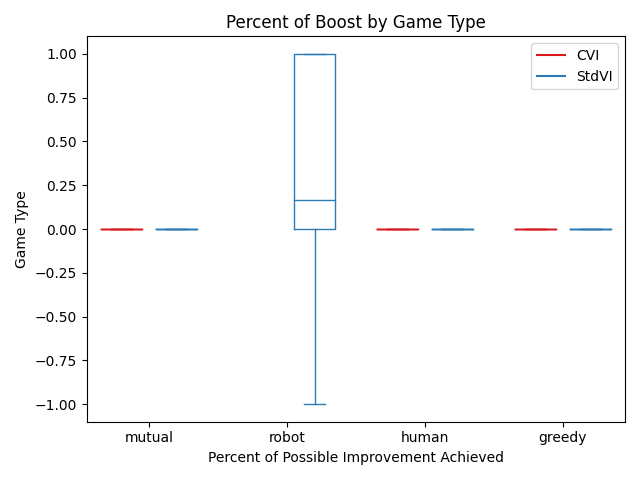 Percent of Boost by Game Type
CVI
StdVI
1.00
0.75
0.50
0.25
0.00
−0.25
−0.50
−0.75
−1.00
Game Type
mutual robot human greedy
Percent of Possible Improvement Achieved